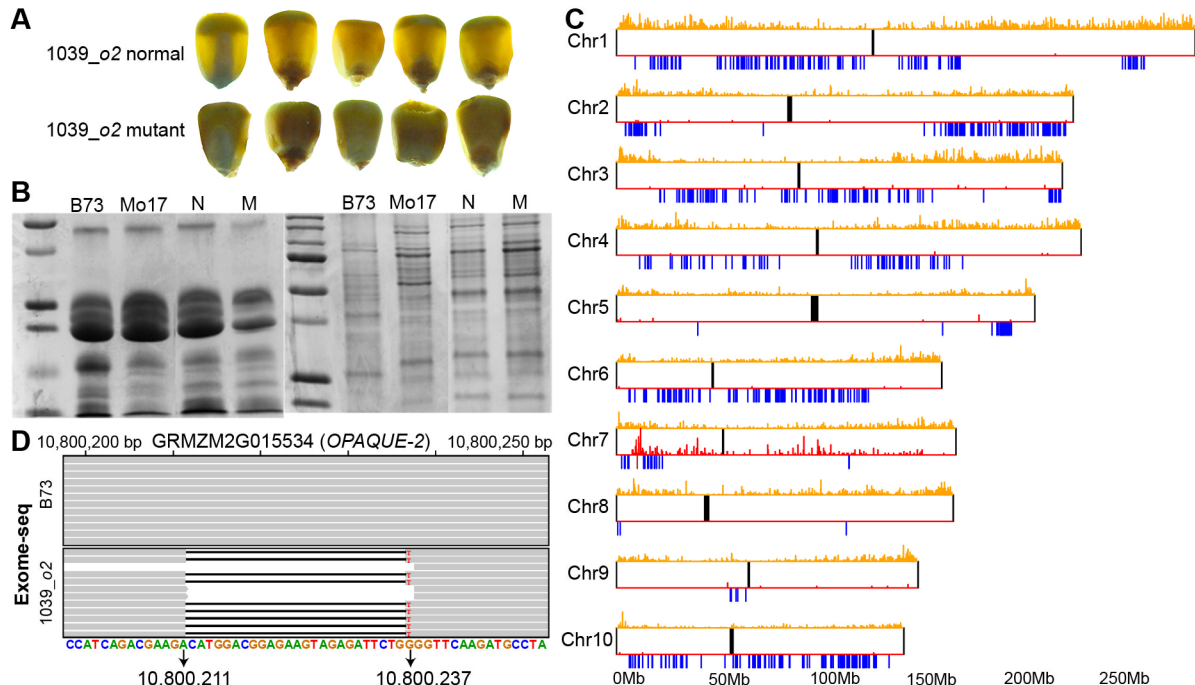 A
1039_o2 normal
1039_o2 mutant
B
B73 Mo17 N M
B73 Mo17 N M
C
Chr1
Chr2
Chr3
Chr4
Chr5
Chr6
Chr7
Chr8
Chr9
Chr10
0Mb 50Mb 100Mb 150Mb 200Mb 250Mb
D
10,800,200 bp GRMZM2G015534 (OPAQUE-2) 10,800,250 bp
Exome-seq
B73
1039_o2
T
T
T
T
T
T
T
T
CCATCAGACGAAGACATGGACGGAGAAGTAGAGATTCTGGGGTTCAAGATGCCTA
10,800,211 10,800,237